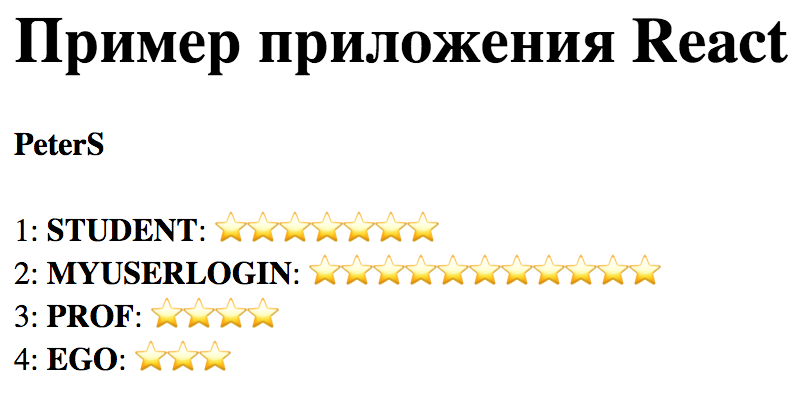 Пример приложения React
PeterS
1: STUDENT: ⭐⭐⭐⭐⭐⭐⭐
2: MYUSERLOGIN: ⭐⭐⭐⭐⭐⭐⭐⭐⭐⭐⭐
3: PROF: ⭐⭐⭐⭐
4: EGO: ⭐⭐⭐